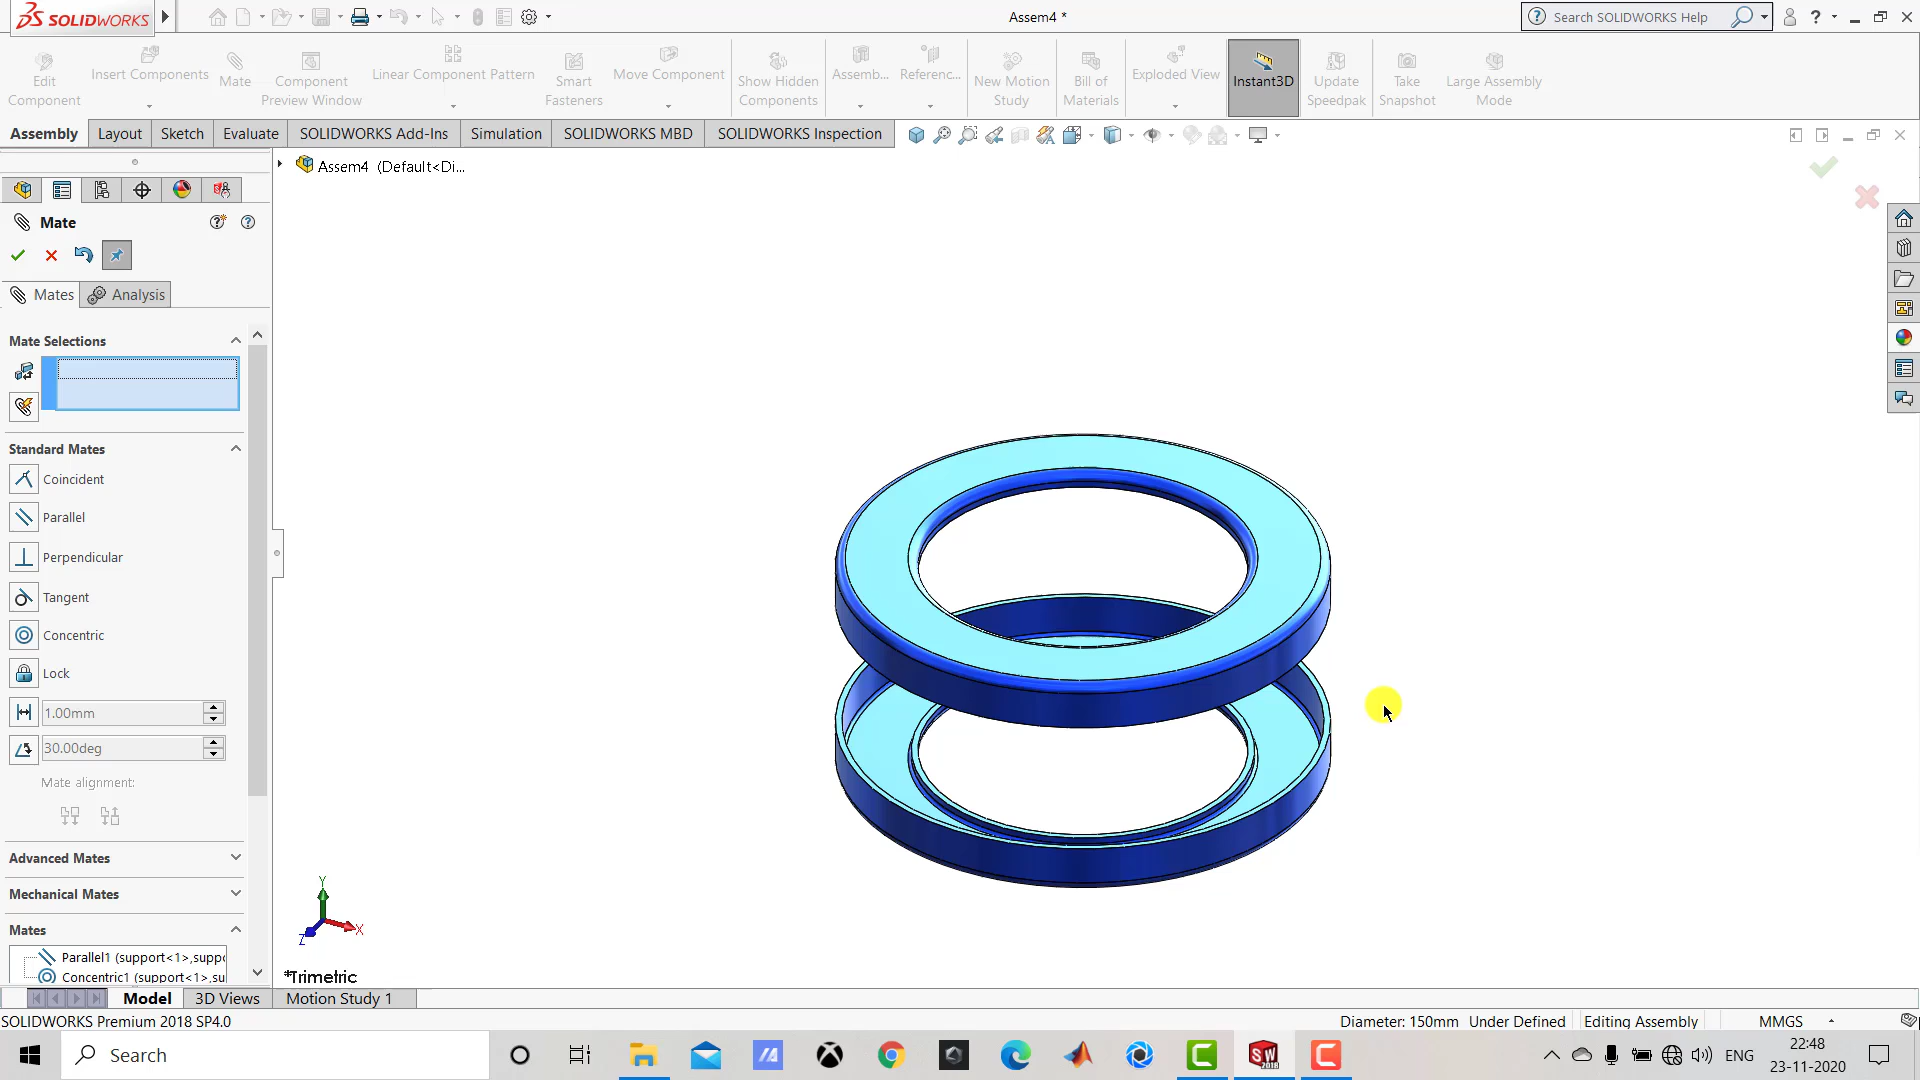 SOLIDWORKS
Assem4 *
Search SOLIDWORKS Help
Edit Component
Insert Components
Mate
Component Preview Window
Linear Component Pattern
Smart Fasteners
Move Component
Show Hidden Components
Assemb...
Referenc...
New Motion Study
Bill of Materials
Exploded View
Instant3D
Update Speedpak
Take Snapshot
Large Assembly Mode
Assembly
Layout
Sketch
Evaluate
SOLIDWORKS Add-Ins
Simulation
SOLIDWORKS MBD
SOLIDWORKS Inspection
Assem4 (Default<Di...
Mate
Mates
Analysis
Mate Selections
Standard Mates
Coincident
Parallel
Perpendicular
Tangent
Concentric
Lock
1.00mm
30.00deg
Mate alignment:
Advanced Mates
Mechanical Mates
Mates
Parallel1 (support<1>,suppo
Concentric1 (support<1>,su
Y
X
Z
*Trimetric
Model
3D Views
Motion Study 1
SOLIDWORKS Premium 2018 SP4.0
Diameter: 150mm
Under Defined
Editing Assembly
MMGS
Search
SW
2018
ENG
22:48
23-11-2020